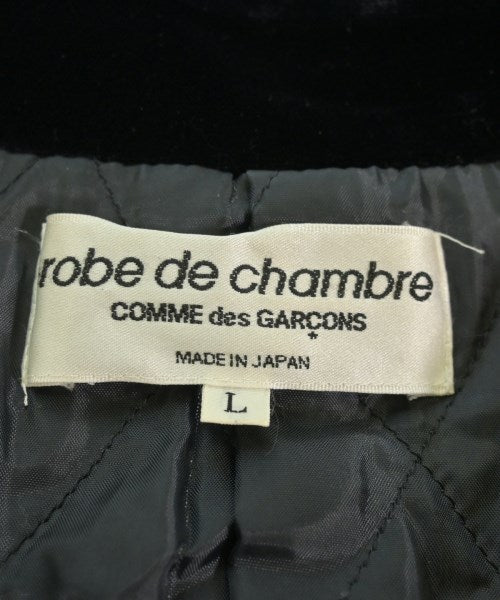 robe de chambre
COMME des GARÇONS
*
MADE IN JAPAN
L